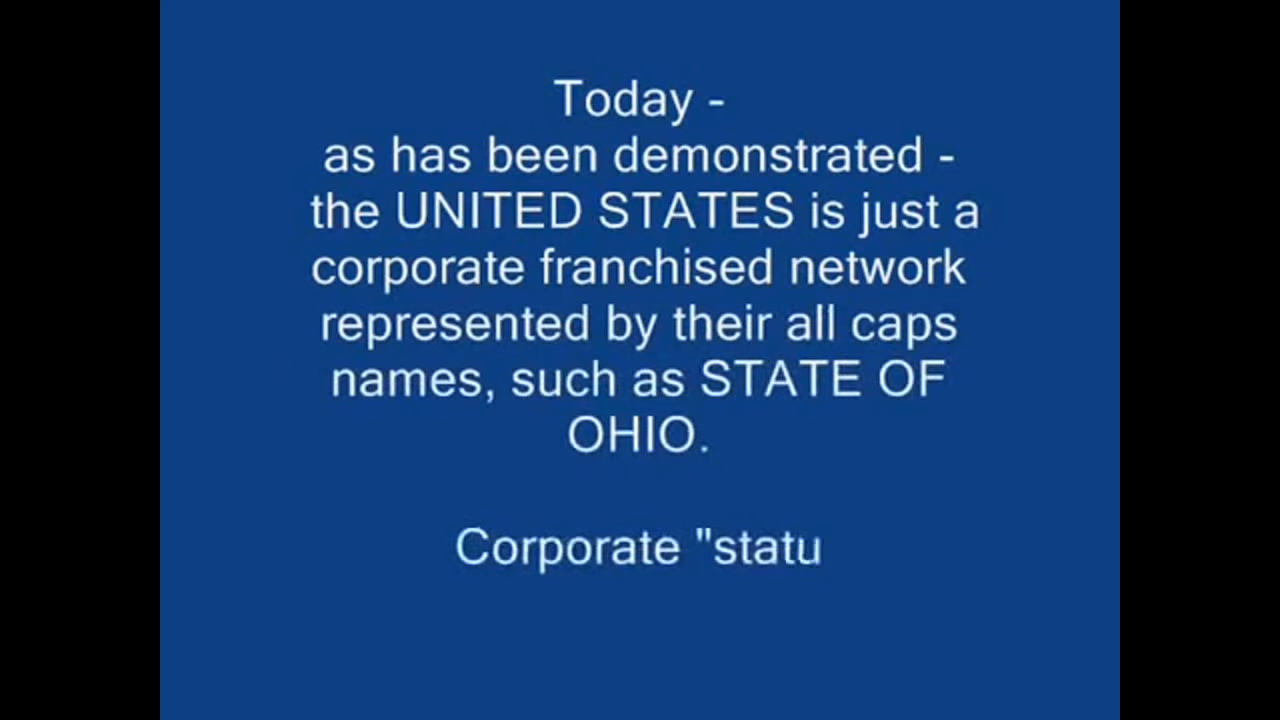 Today -
as has been demonstrated -
the UNITED STATES is just a
corporate franchised network
represented by their all caps
names, such as STATE OF
OHIO.
Corporate "statu